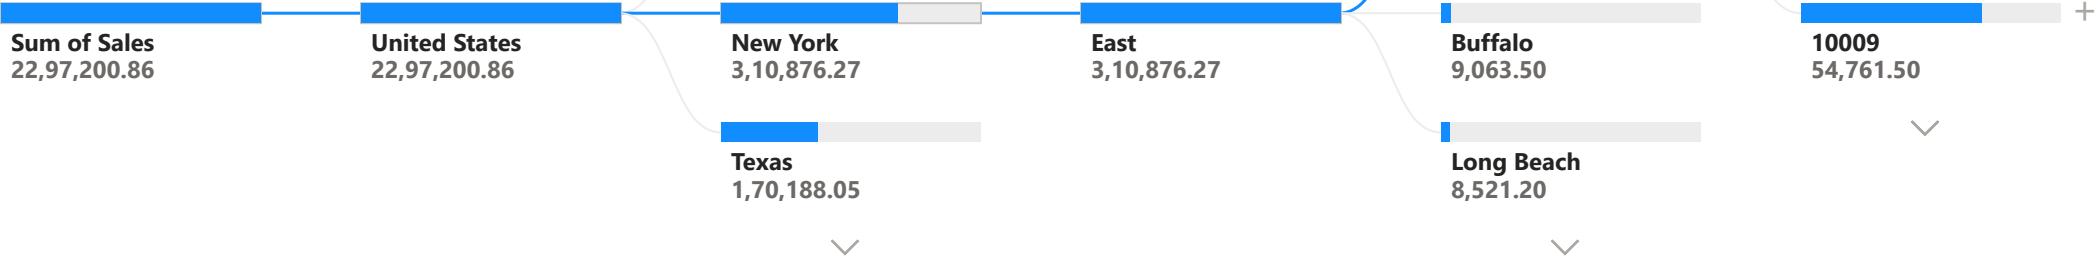 Sum of Sales
22,97,200.86
United States
22,97,200.86
New York
3,10,876.27
Texas
1,70,188.05
East
3,10,876.27
Buffalo
9,063.50
Long Beach
8,521.20
10009
54,761.50